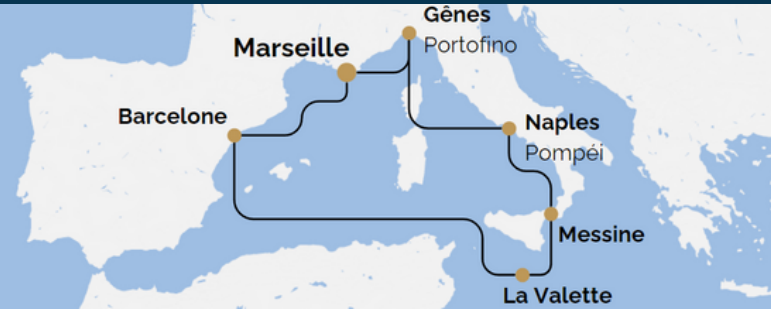 Gênes
Portofino
Marseille
Barcelone
Naples
Pompéi
Messine
La Valette